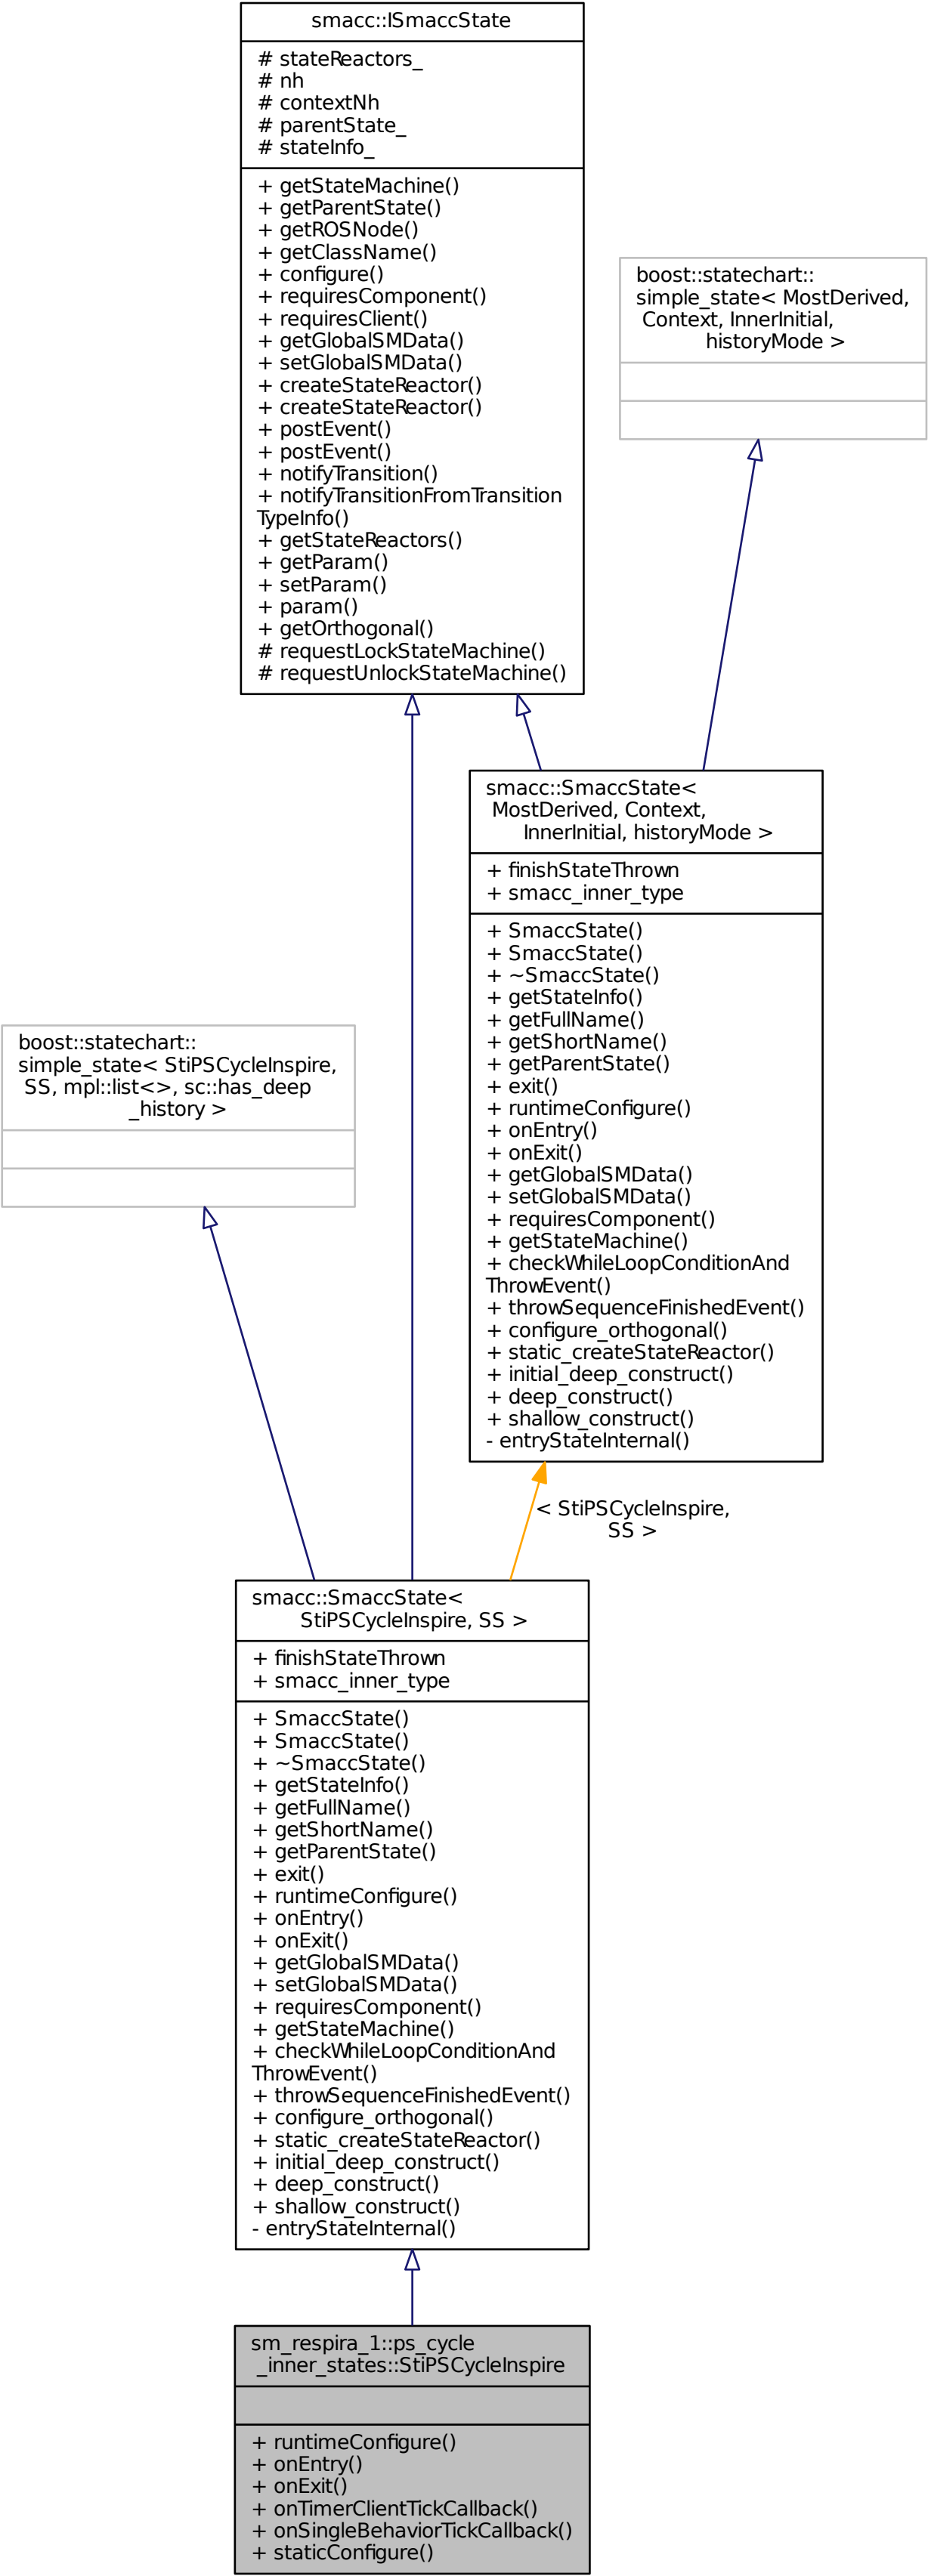 smacc::ISmaccState
# stateReactors_
# nh
# contextNh
# parentState_
# stateInfo_
+ getStateMachine()
+ getParentState()
+ getROSNode()
+ getClassName()
+ configure()
+ requiresComponent()
+ requiresClient()
+ getGlobalSMData()
+ setGlobalSMData()
+ createStateReactor()
+ createStateReactor()
+ postEvent()
+ postEvent()
+ notifyTransition()
+ notifyTransitionFromTransition
TypeInfo()
+ getStateReactors()
+ getParam()
+ setParam()
+ param()
+ getOrthogonal()
# requestLockStateMachine()
# requestUnlockStateMachine()
boost::statechart::
simple_state< MostDerived,
Context, InnerInitial,
historyMode >
smacc::SmaccState<
MostDerived, Context,
InnerInitial, historyMode >
+ finishStateThrown
+ smacc_inner_type
+ SmaccState()
+ SmaccState()
+ ~SmaccState()
+ getStateInfo()
+ getFullName()
+ getShortName()
+ getParentState()
+ exit()
+ runtimeConfigure()
+ onEntry()
+ onExit()
+ getGlobalSMData()
+ setGlobalSMData()
+ requiresComponent()
+ getStateMachine()
+ checkWhileLoopConditionAnd
ThrowEvent()
+ throwSequenceFinishedEvent()
+ configure_orthogonal()
+ static_createStateReactor()
+ initial_deep_construct()
+ deep_construct()
+ shallow_construct()
- entryStateInternal()
boost::statechart::
simple_state< StiPSCycleInspire,
SS, mpl::list<>, sc::has_deep
_history >
< StiPSCycleInspire,
SS >
smacc::SmaccState<
StiPSCycleInspire, SS >
+ finishStateThrown
+ smacc_inner_type
+ SmaccState()
+ SmaccState()
+ ~SmaccState()
+ getStateInfo()
+ getFullName()
+ getShortName()
+ getParentState()
+ exit()
+ runtimeConfigure()
+ onEntry()
+ onExit()
+ getGlobalSMData()
+ setGlobalSMData()
+ requiresComponent()
+ getStateMachine()
+ checkWhileLoopConditionAnd
ThrowEvent()
+ throwSequenceFinishedEvent()
+ configure_orthogonal()
+ static_createStateReactor()
+ initial_deep_construct()
+ deep_construct()
+ shallow_construct()
- entryStateInternal()
sm_respira_1::ps_cycle
_inner_states::StiPSCycleInspire
+ runtimeConfigure()
+ onEntry()
+ onExit()
+ onTimerClientTickCallback()
+ onSingleBehaviorTickCallback()
+ staticConfigure()